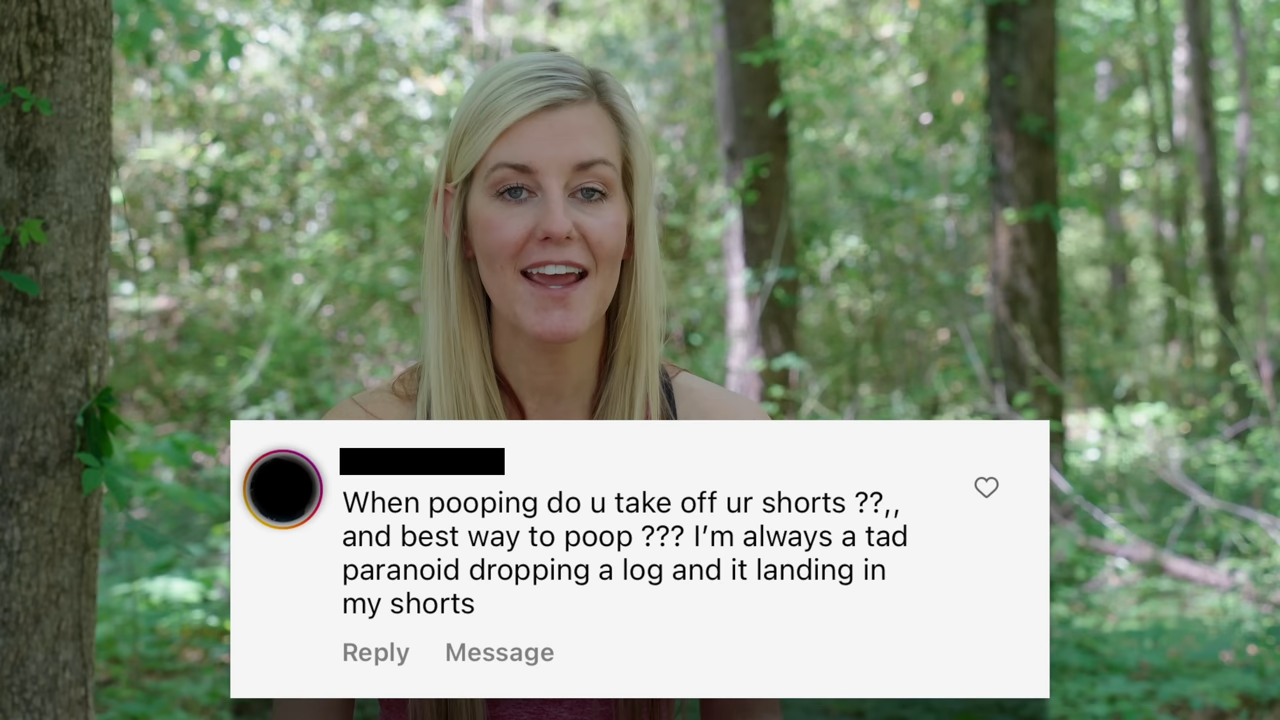 When pooping do u take off ur shorts ??,,
and best way to poop ??? I’m always a tad
paranoid dropping a log and it landing in
my shorts
Reply Message